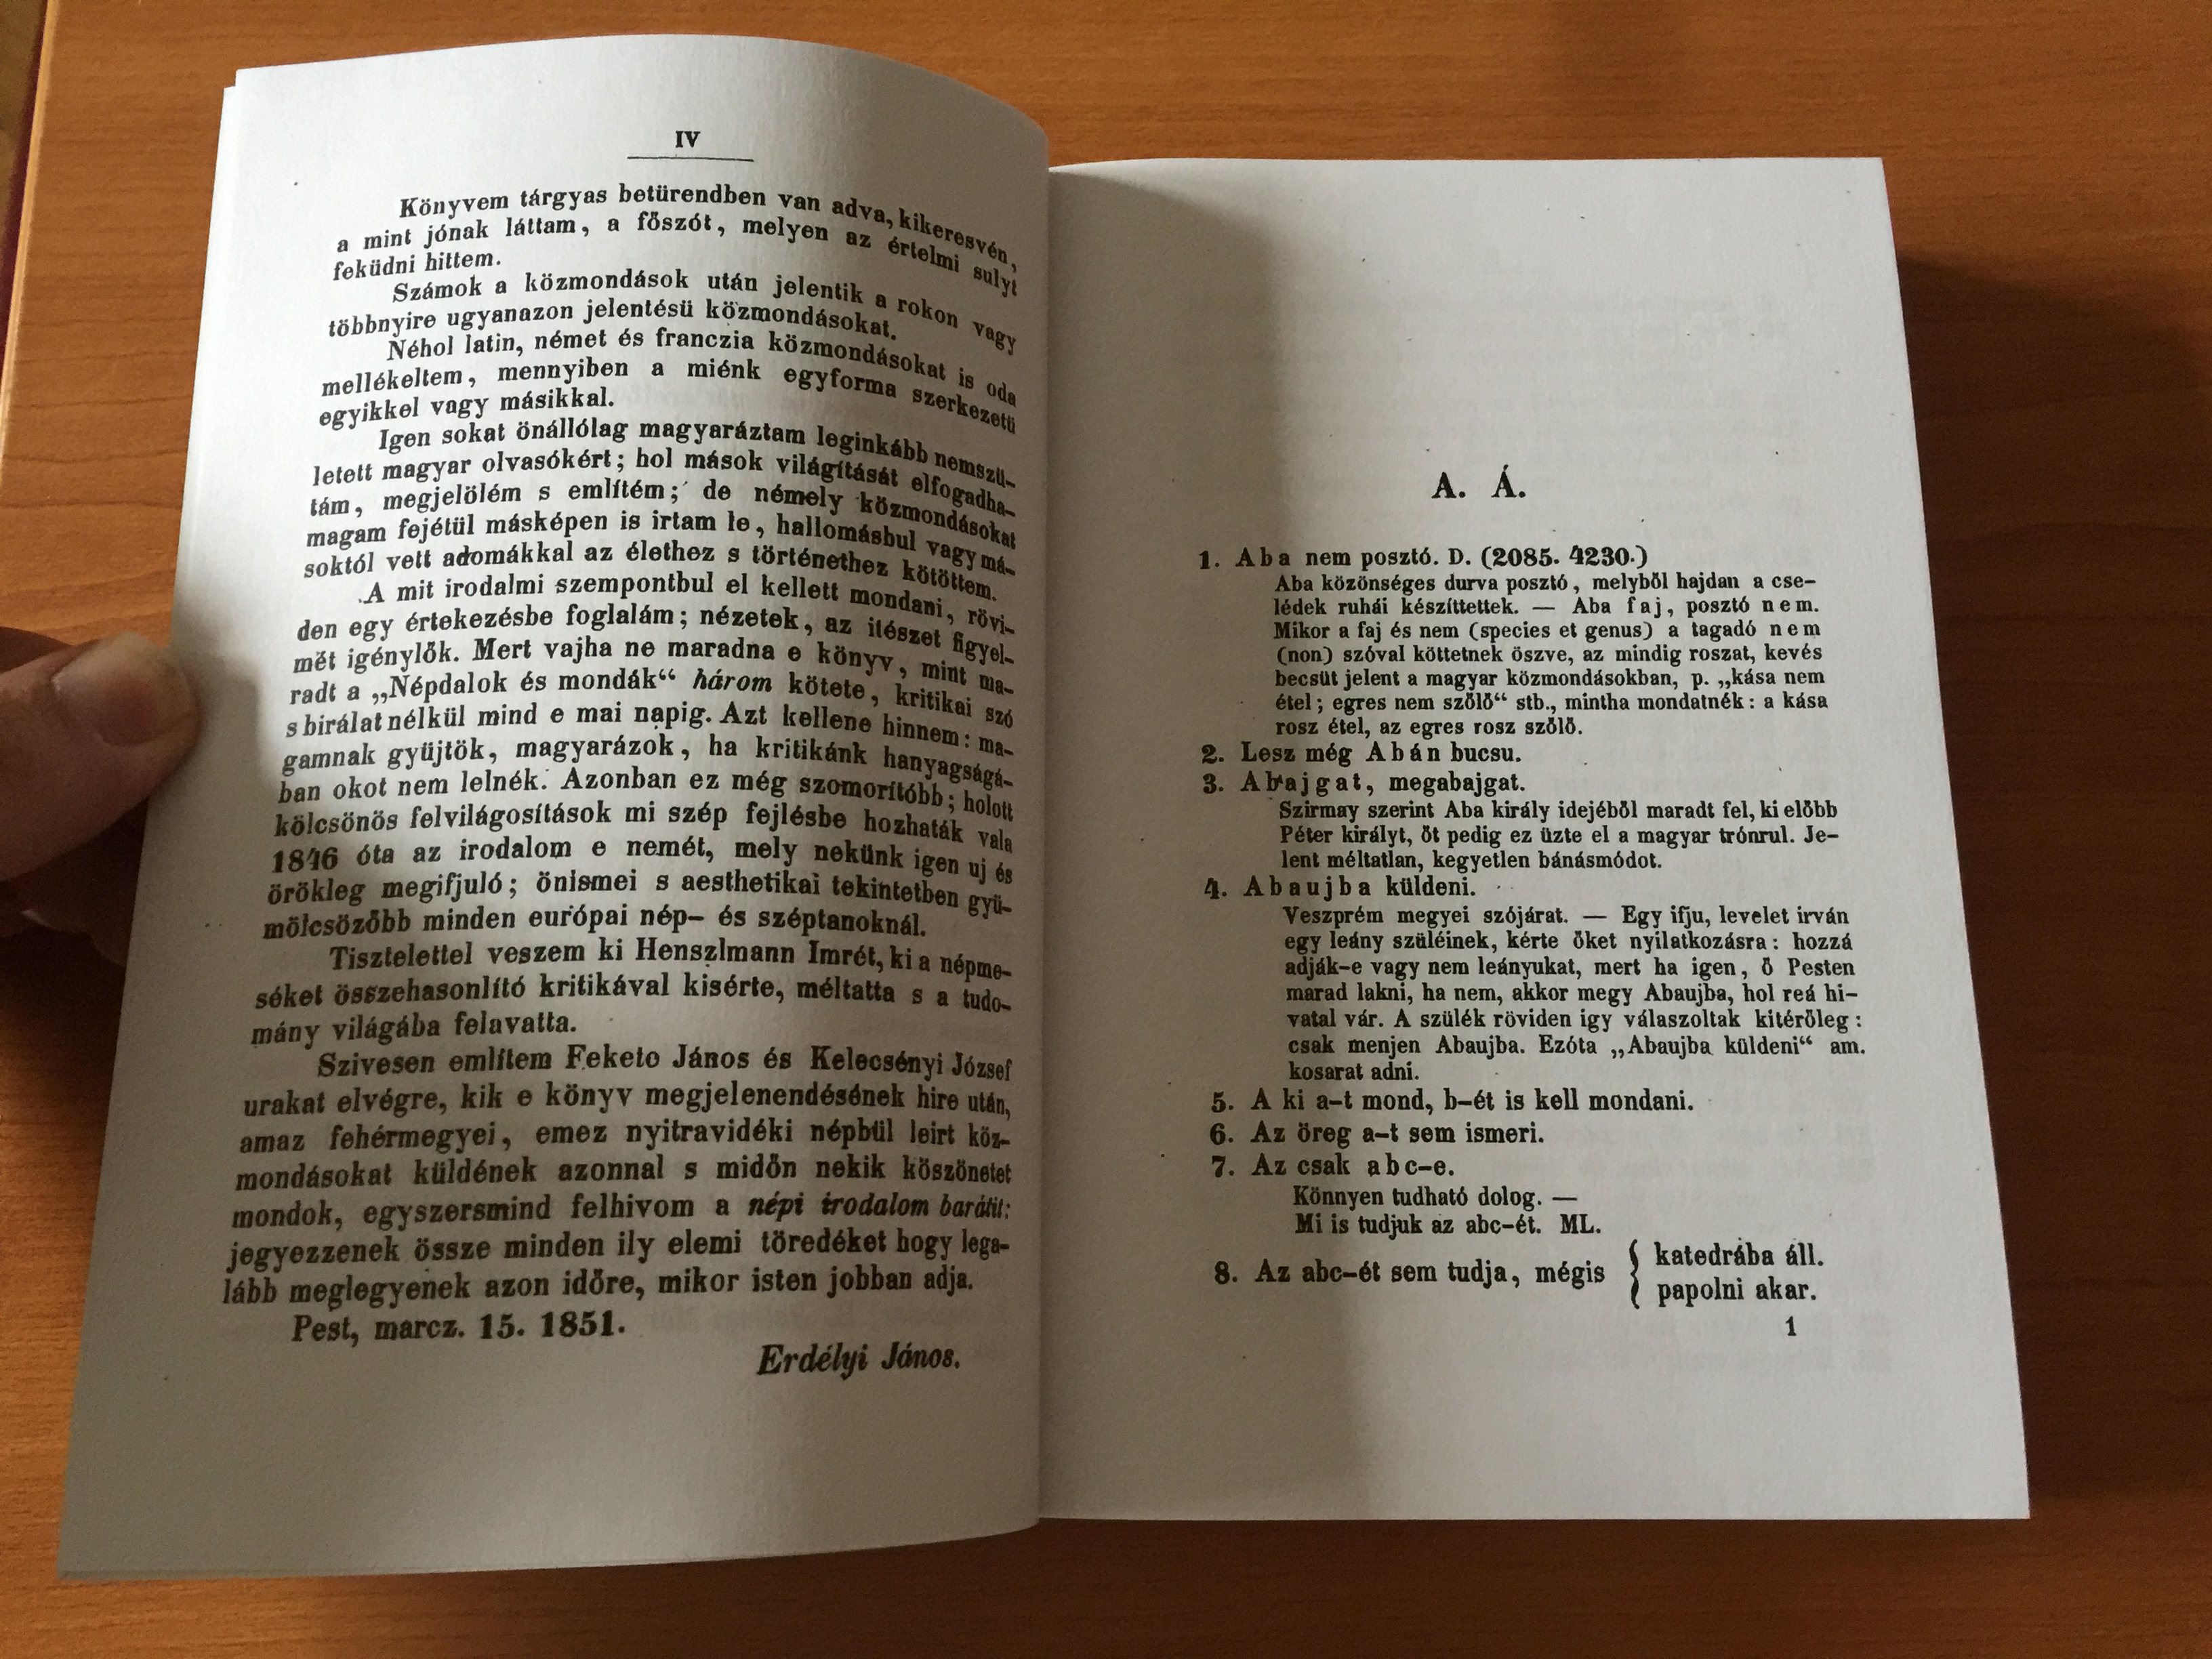 IV
Könyvem tárgyas betürendben van adva, kikeresvén,
a mint jónak láttam, a főszót, melyen az értelmi sulyt
feküdni hittem.
Számok a közmondások után jelentik a rokon vagy
többnyire ugyanazon jelentésü közmondásokat.
Néhol latin, német és franczia közmondásokat is oda
mellékeltem, mennyiben a miénk egyforma szerkezetü
egyikkel vagy másikkal.
Igen sokat önállólag magyaráztam leginkább nemszü-
letett magyar olvasókért; hol mások világítását elfogadha-
tám, megjelölém s említém; de némely közmondásokat
magam fejétül másképen is irtam le, hallomásbul vagy má-
soktól vett adomákkal az élethez s történethez kötöttem.
A mit irodalmi szempontbul el kellett mondani, rövi-
den egy értekezésbe foglalám; nézetek, az itészet figyel-
mét igénylők. Mert vajha ne maradna e könyv, mint ma-
radt a „Népdalok és mondák“ három kötete, kritikai szó
s birálat nélkül mind e mai napig. Azt kellene hinnem: ma-
gamnak gyüjtök, magyarázok, ha kritikánk hanyagságá-
ban okot nem lelnék. Azonban ez még szomorítóbb; holott
kölcsönös felvilágosítások mi szép fejlésbe hozhaták vala
1846 óta az irodalom e nemét, mely nekünk igen uj és
örökleg megifjuló; önismei s aesthetikai tekintetben gyü-
mölcsözőbb minden európai nép- és széptanoknál.
Tisztelettel veszem ki Henszlmann Imrét, ki a népme-
séket összehasonlító kritikával kisérte, méltatta s a tudo-
mány világába felavatta.
Szivesen említem Fekete János és Kelecsényi József
urakat elvégre, kik e könyv megjelenendésének hire után,
amaz fehérmegyei, emez nyitravidéki népbül leirt köz-
mondásokat küldének azonnal s midőn nekik köszönetet
mondok, egyszersmind felhivom a népi irodalom barátit:
jegyezzenek össze minden ily elemi töredéket hogy lega-
lább meglegyenek azon időre, mikor isten jobban adja.
Pest, marcz. 15. 1851.
Erdélyi János.
A. Á.
1. Aba nem posztó. D. (2085. 4230.)
Aba közönséges durva posztó, melyből hajdan a cse-
lédek ruhái készíttettek. — Aba faj, posztó nem.
Mikor a faj és nem (species et genus) a tagadó nem
(non) szóval köttetnek öszve, az mindig roszat, kevés
becsüt jelent a magyar közmondásokban, p. „kása nem
étel; egres nem szőlő“ stb., mintha mondatnék: a kása
rosz étel, az egres rosz szőlő.
2. Lesz még Abán bucsu.
3. Abajgat, megabajgat.
Szirmay szerint Aba király idejéből maradt fel, ki előbb
Péter királyt, őt pedig ez üzte el a magyar trónrul. Je-
lent méltatlan, kegyetlen bánásmódot.
4. Abaujba küldeni.
Veszprém megyei szójárat. — Egy ifju, levelet irván
egy leány szüléinek, kérte őket nyilatkozásra: hozzá
adják-e vagy nem leányukat, mert ha igen, ő Pesten
marad lakni, ha nem, akkor megy Abaujba, hol reá hi-
vatal vár. A szülék röviden igy válaszoltak kitérőleg:
csak menjen Abaujba. Ezóta „Abaujba küldeni“ am.
kosarat adni.
5. A ki a-t mond, b-ét is kell mondani.
6. Az öreg a-t sem ismeri.
7. Az csak abc-e.
Könnyen tudható dolog. —
Mi is tudjuk az abc-ét. ML.
8. Az abc-ét sem tudja, mégis { katedrába áll.
papolni akar.
1